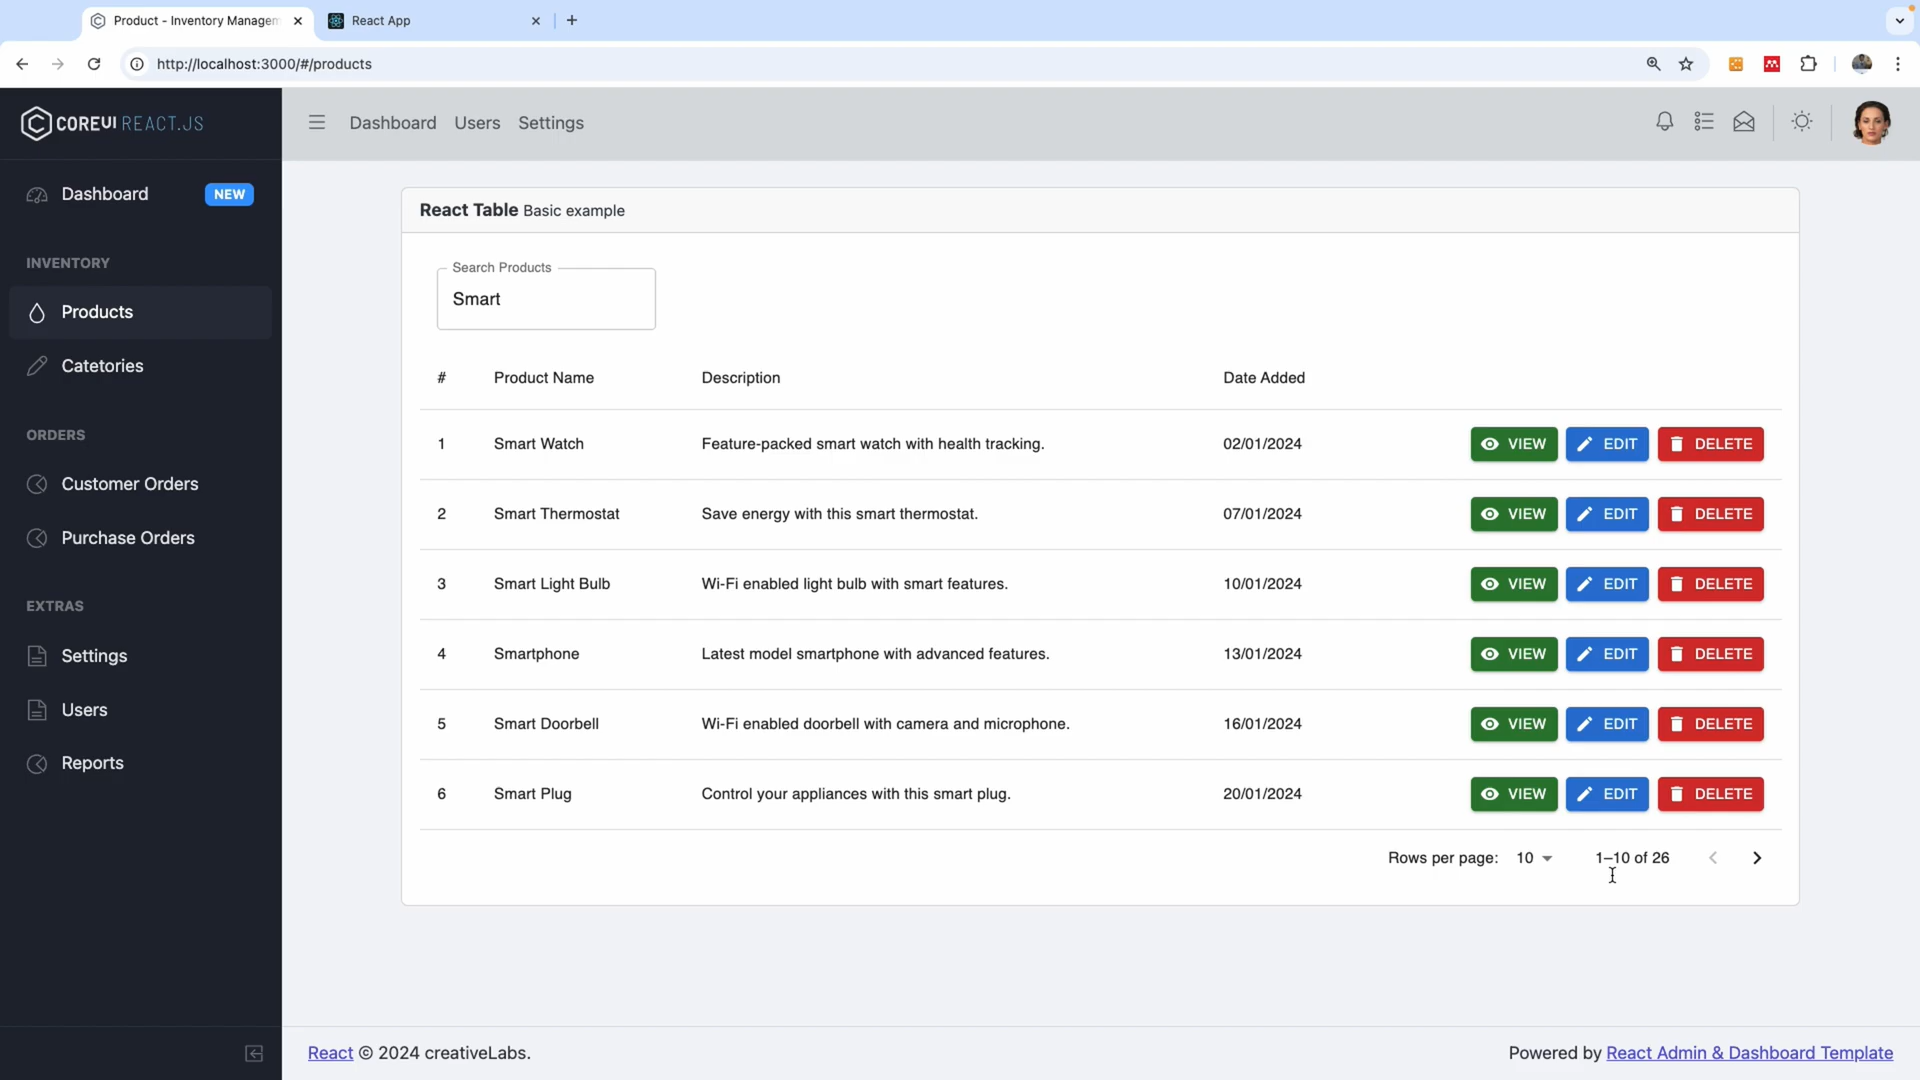 Product - Inventory Managem
React App
http://localhost:3000/#/products
COREUI REACT.JS
Dashboard Users Settings
Dashboard NEW
INVENTORY
Products
Catetories
ORDERS
Customer Orders
Purchase Orders
EXTRAS
Settings
Users
Reports
React Table Basic example
Search Products
Smart
# Product Name Description Date Added
1 Smart Watch Feature-packed smart watch with health tracking. 02/01/2024 VIEW EDIT DELETE
2 Smart Thermostat Save energy with this smart thermostat. 07/01/2024 VIEW EDIT DELETE
3 Smart Light Bulb Wi-Fi enabled light bulb with smart features. 10/01/2024 VIEW EDIT DELETE
4 Smartphone Latest model smartphone with advanced features. 13/01/2024 VIEW EDIT DELETE
5 Smart Doorbell Wi-Fi enabled doorbell with camera and microphone. 16/01/2024 VIEW EDIT DELETE
6 Smart Plug Control your appliances with this smart plug. 20/01/2024 VIEW EDIT DELETE
Rows per page: 10 1–10 of 26
React © 2024 creativeLabs.
Powered by React Admin & Dashboard Template